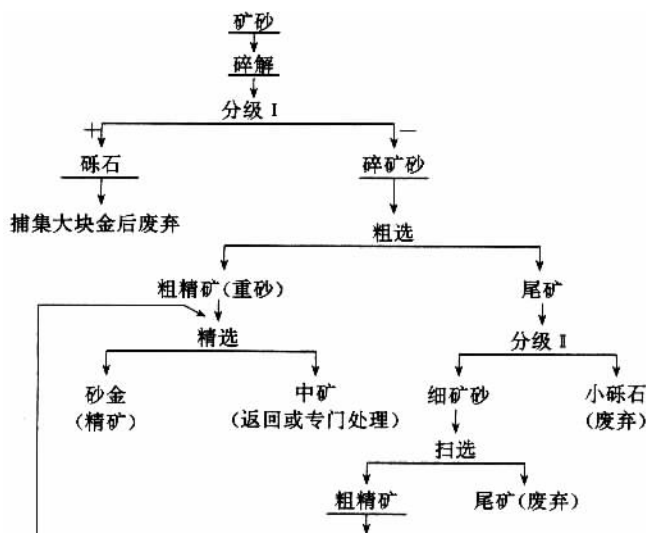 矿砂
碎解
分级 I
+
−
砾石
碎矿砂
捕集大块金后废弃
粗选
粗精矿(重砂)
尾矿
精选
分级 II
砂金
(精矿)
中矿
(返回或专门处理)
细矿砂
小砾石
(废弃)
扫选
粗精矿
尾矿(废弃)